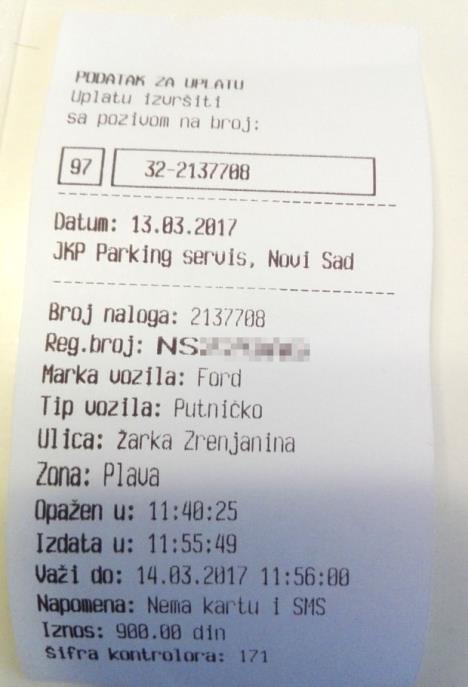 PODATAK ZA UPLATU
Uplatu izvršiti
sa pozivom na broj:
97 32-2137708
Datum: 13.03.2017
JKP Parking servis, Novi Sad
Broj naloga: 2137708
Reg.broj: NS
Marka vozila: Ford
Tip vozila: Putničko
Ulica: Žarka Zrenjanina
Zona: Plava
Opažen u: 11:40:25
Izdata u: 11:55:49
Važi do: 14.03.2017 11:56:00
Napomena: Nema kartu i SMS
Iznos: 900.00 din
Šifra kontrolora: 171